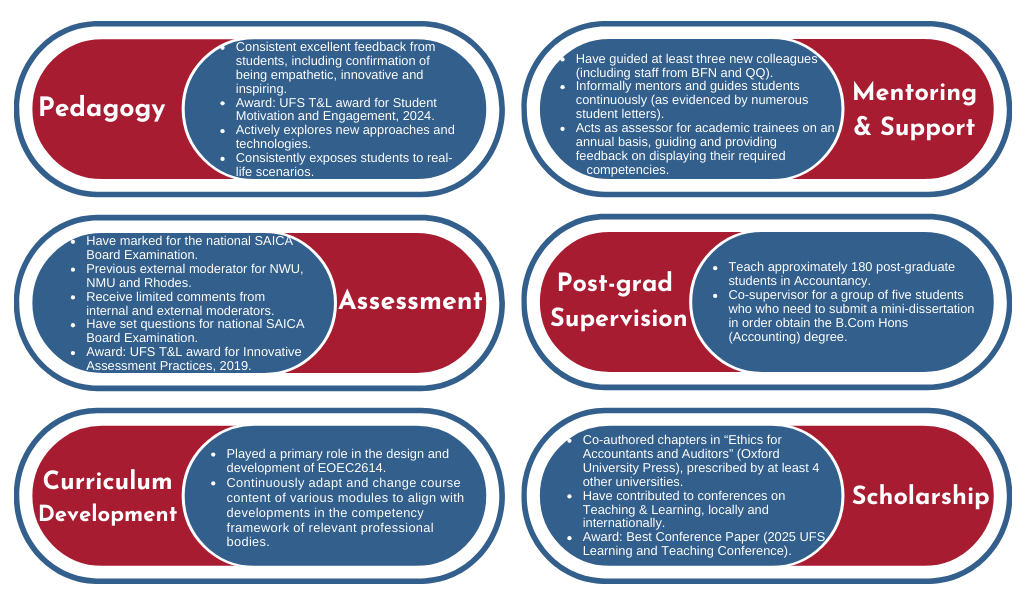 Pedagogy
• Consistent excellent feedback from
students, including confirmation of
being empathetic, innovative and
inspiring.
• Award: UFS T&L award for Student
Motivation and Engagement, 2024.
• Actively explores new approaches and
technologies.
• Consistently exposes students to real-
life scenarios.
• Have guided at least three new colleagues
(including staff from BFN and QQ).
• Informally mentors and guides students
continuously (as evidenced by numerous
student letters).
• Acts as assessor for academic trainees on an
annual basis, guiding and providing
feedback on displaying their required
competencies.
Mentoring
& Support
• Have marked for the national SAICA
Board Examination.
• Previous external moderator for NWU,
NMU and Rhodes.
• Receive limited comments from
internal and external moderators.
• Have set questions for national SAICA
Board Examination.
• Award: UFS T&L award for Innovative
Assessment Practices, 2019.
Assessment
Post-grad
Supervision
• Teach approximately 180 post-graduate
students in Accountancy.
• Co-supervisor for a group of five students
who who need to submit a mini-dissertation
in order obtain the B.Com Hons
(Accounting) degree.
Curriculum
Development
• Played a primary role in the design and
development of EOEC2614.
• Continuously adapt and change course
content of various modules to align with
developments in the competency
framework of relevant professional
bodies.
• Co-authored chapters in “Ethics for
Accountants and Auditors” (Oxford
University Press), prescribed by at least 4
other universities.
• Have contributed to conferences on
Teaching & Learning, locally and
internationally.
• Award: Best Conference Paper (2025 UFS
Learning and Teaching Conference).
Scholarship